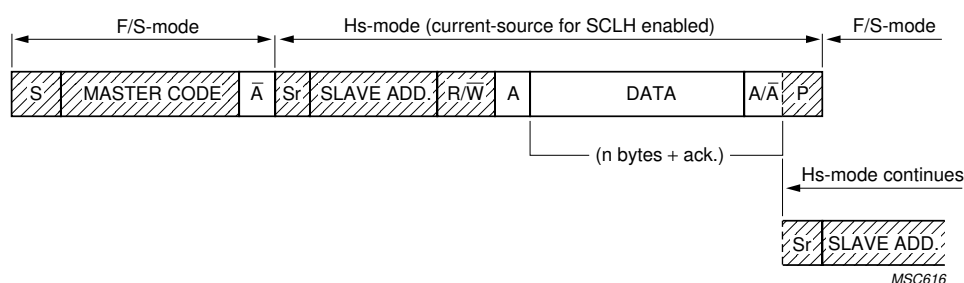 F/S-mode Hs-mode (current-source for SCLH enabled) F/S-mode
S MASTER CODE A̅ Sr SLAVE ADD. R/W̅ A DATA A/A̅ P
(n bytes + ack.)
Hs-mode continues
Sr SLAVE ADD.
MSC616